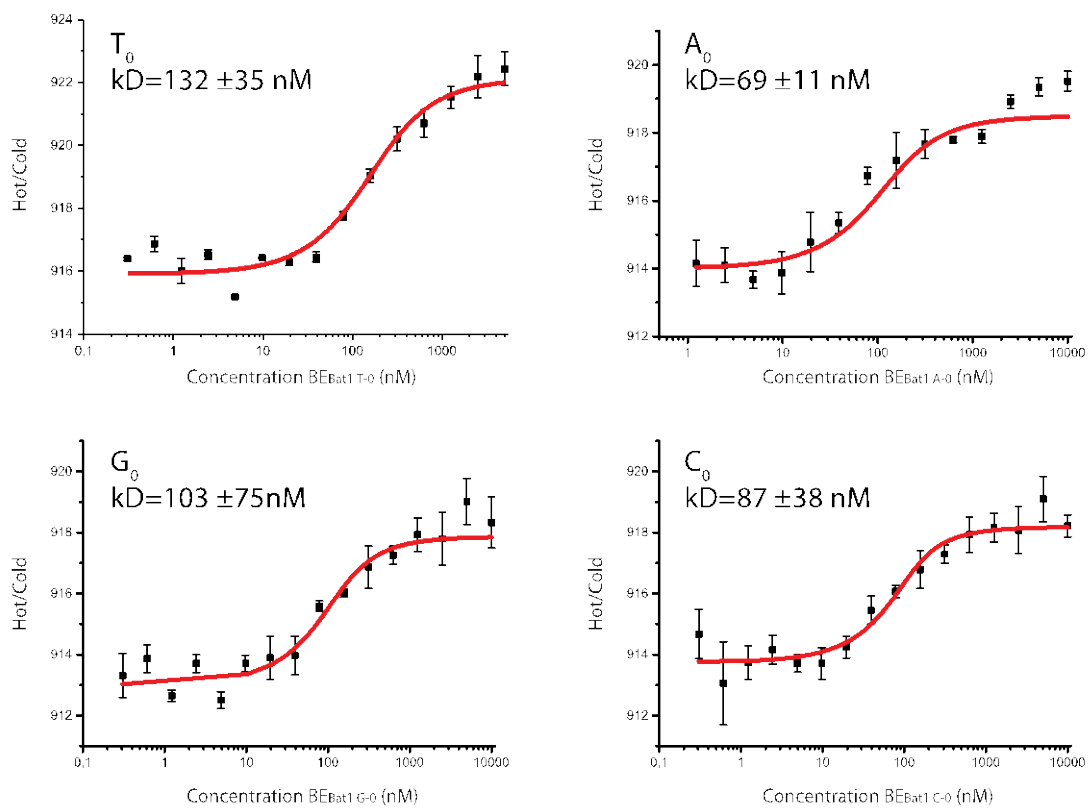 T0
kD=132 ±35 nM
924
922
920
918
916
914
Hot/Cold
0,1
1
10
100
1000
Concentration BEBat1 T-0 (nM)
A0
kD=69 ±11 nM
920
918
916
914
912
Hot/Cold
1
10
100
1000
10000
Concentration BEBat1 A-0 (nM)
G0
kD=103 ±75nM
920
918
916
914
912
Hot/Cold
0,1
1
10
100
1000
10000
Concentration BEBat1 G-0 (nM)
C0
kD=87 ±38 nM
920
918
916
914
912
Hot/Cold
0,1
1
10
100
1000
10000
Concentration BEBat1 C-0 (nM)